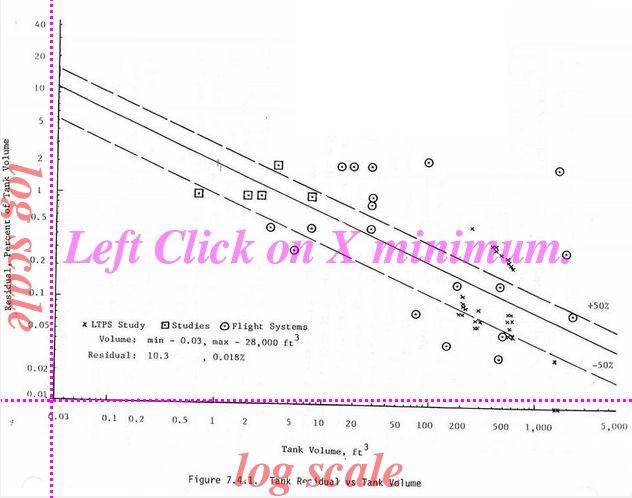 40
20
10
5
2
1
0.5
0.2
0.1
0.05
0.02
0.01
Residual, Percent of Tank Volume
log scale
Left Click on X minimum.
+50%
-50%
x LTPS Study Studies Flight Systems
Volume: min - 0.03, max - 28,000 ft3
Residual: 10.3 , 0.018%
0.03 0.1 0.2 0.5 1 2 5 10 20 50 100 200 500 1,000 5,000
Tank Volume, ft3
log scale
Figure 7.4.1. Tank Residual vs Tank Volume